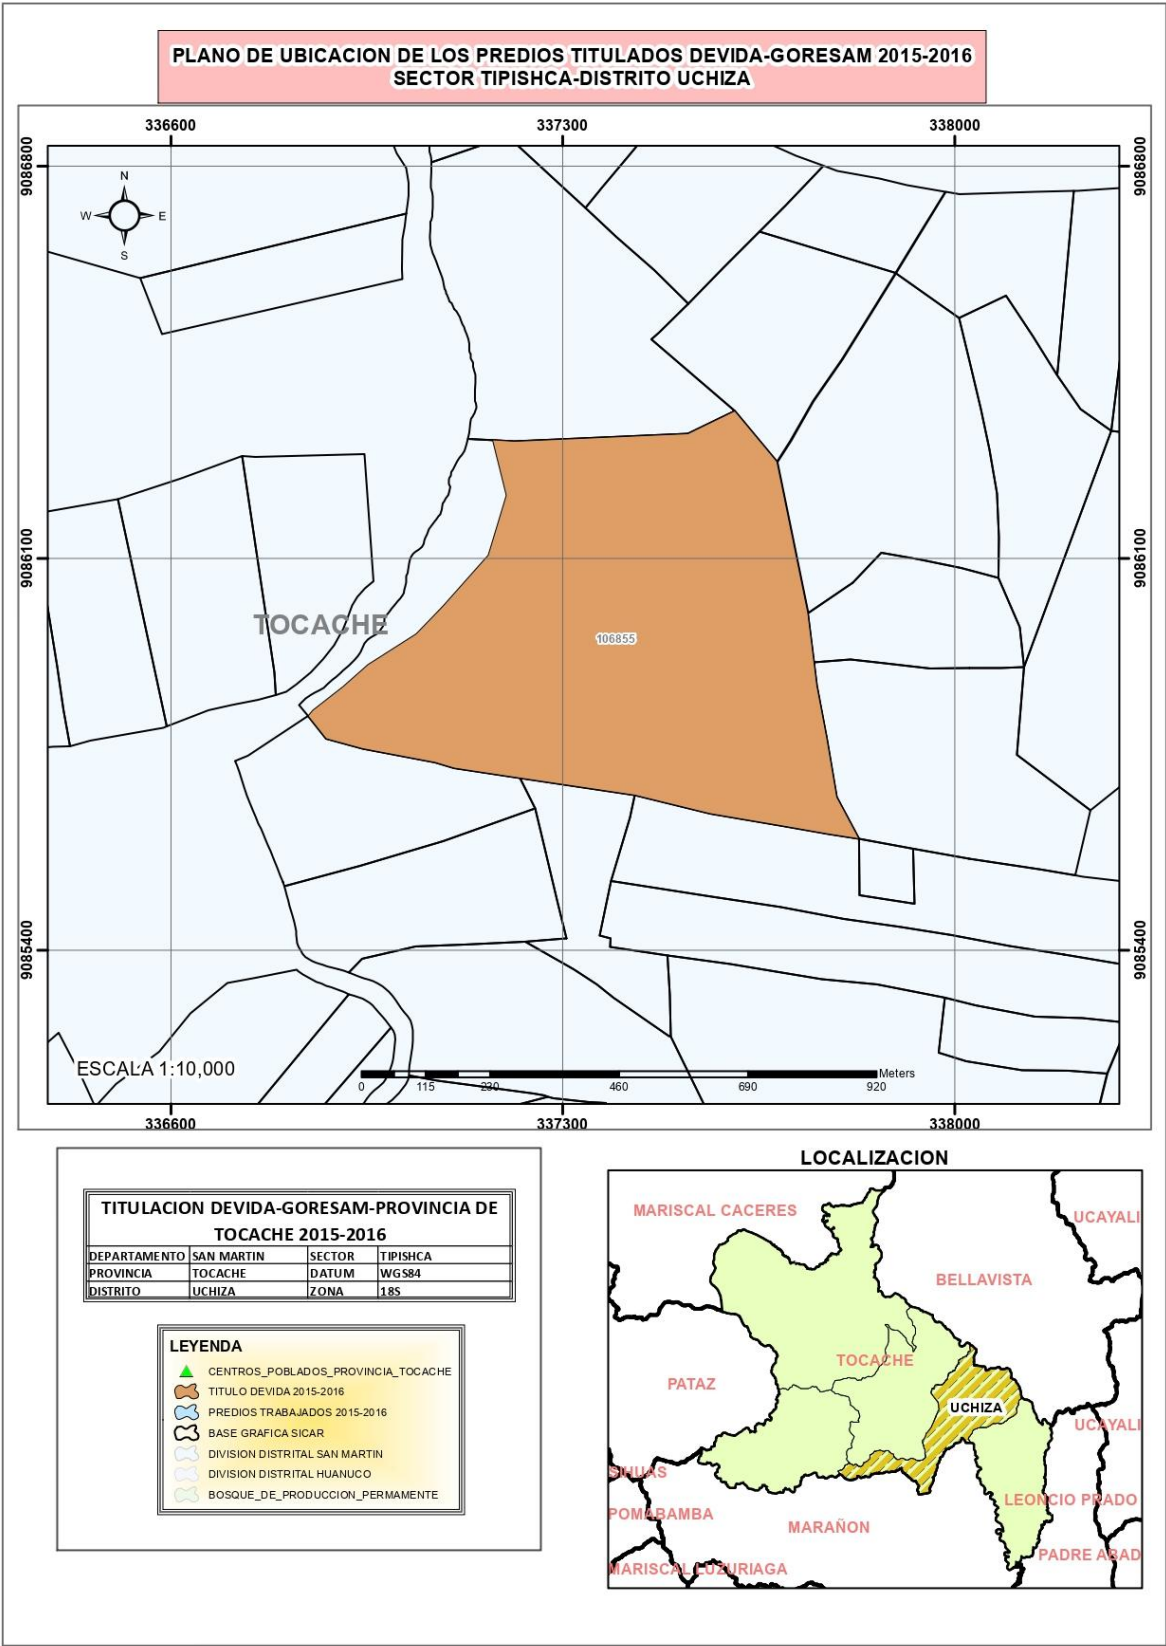 PLANO DE UBICACION DE LOS PREDIOS TITULADOS DEVIDA-GORESAM 2015-2016
SECTOR TIPISHCA-DISTRITO UCHIZA
336600 337300 338000
9086800 9086800
N
W E
S
9086100 9086100
TOCACHE
106855
9085400 9085400
ESCALA 1:10,000
Meters
0 115 230 460 690 920
336600 337300 338000
TITULACION DEVIDA-GORESAM-PROVINCIA DE
TOCACHE 2015-2016
DEPARTAMENTO SAN MARTIN SECTOR TIPISHCA
PROVINCIA TOCACHE DATUM WGS84
DISTRITO UCHIZA ZONA 18S
LEYENDA
CENTROS_POBLADOS_PROVINCIA_TOCACHE
TITULO DEVIDA 2015-2016
PREDIOS TRABAJADOS 2015-2016
BASE GRAFICA SICAR
DIVISION DISTRITAL SAN MARTIN
DIVISION DISTRITAL HUANUCO
BOSQUE_DE_PRODUCCION_PERMAMENTE
LOCALIZACION
MARISCAL CACERES
UCAYALI
BELLAVISTA
TOCACHE
PATAZ
UCHIZA
UCAYALI
SIHUAS
LEONCIO PRADO
POMABAMBA
MARAÑON
PADRE ABAD
MARISCAL LUZURIAGA